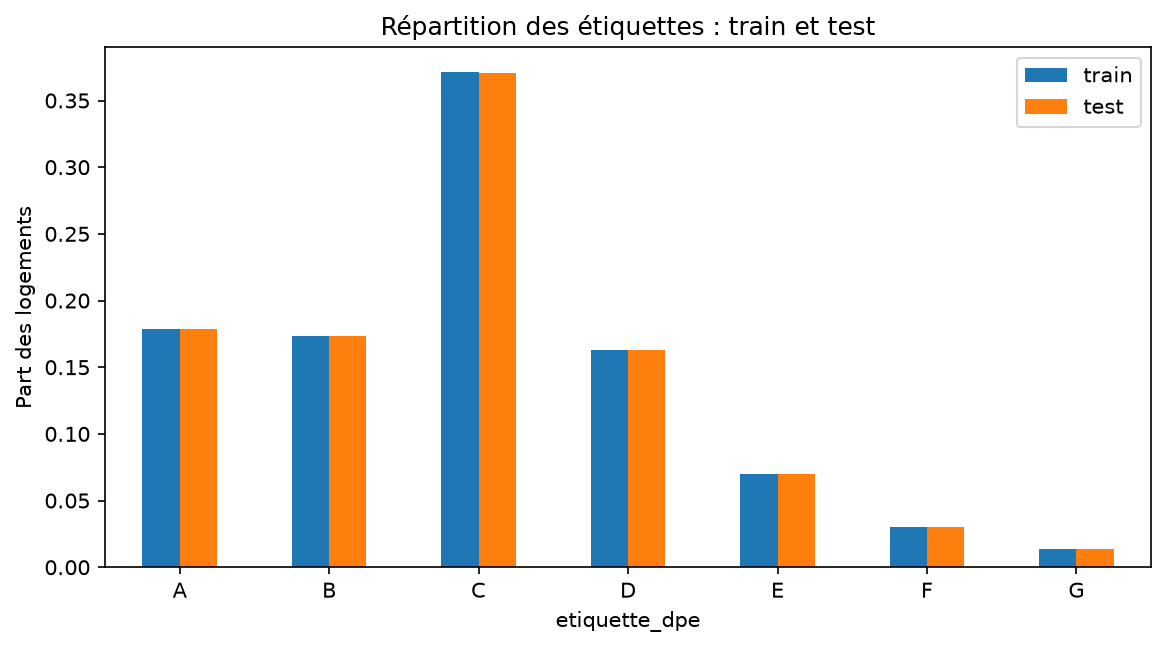 Répartition des étiquettes : train et test
train
test
Part des logements
0.35
0.30
0.25
0.20
0.15
0.10
0.05
0.00
A B C D E F G
etiquette_dpe